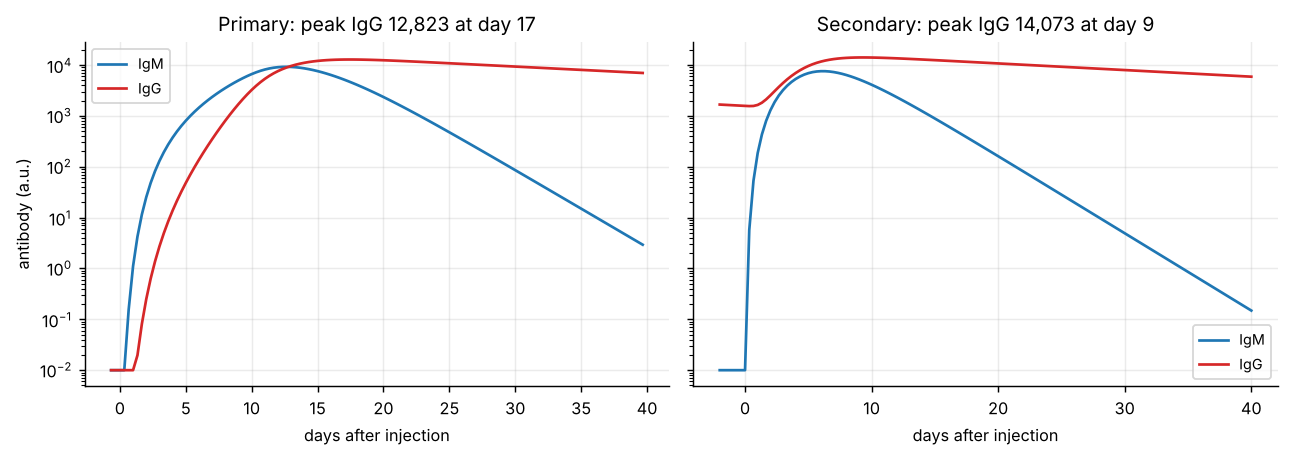 Primary: peak IgG 12,823 at day 17
Secondary: peak IgG 14,073 at day 9
antibody (a.u.)
10⁴
10³
10²
10¹
10⁰
10⁻¹
10⁻²
IgM
IgG
IgM
IgG
0 5 10 15 20 25 30 35 40
0 10 20 30 40
days after injection
days after injection